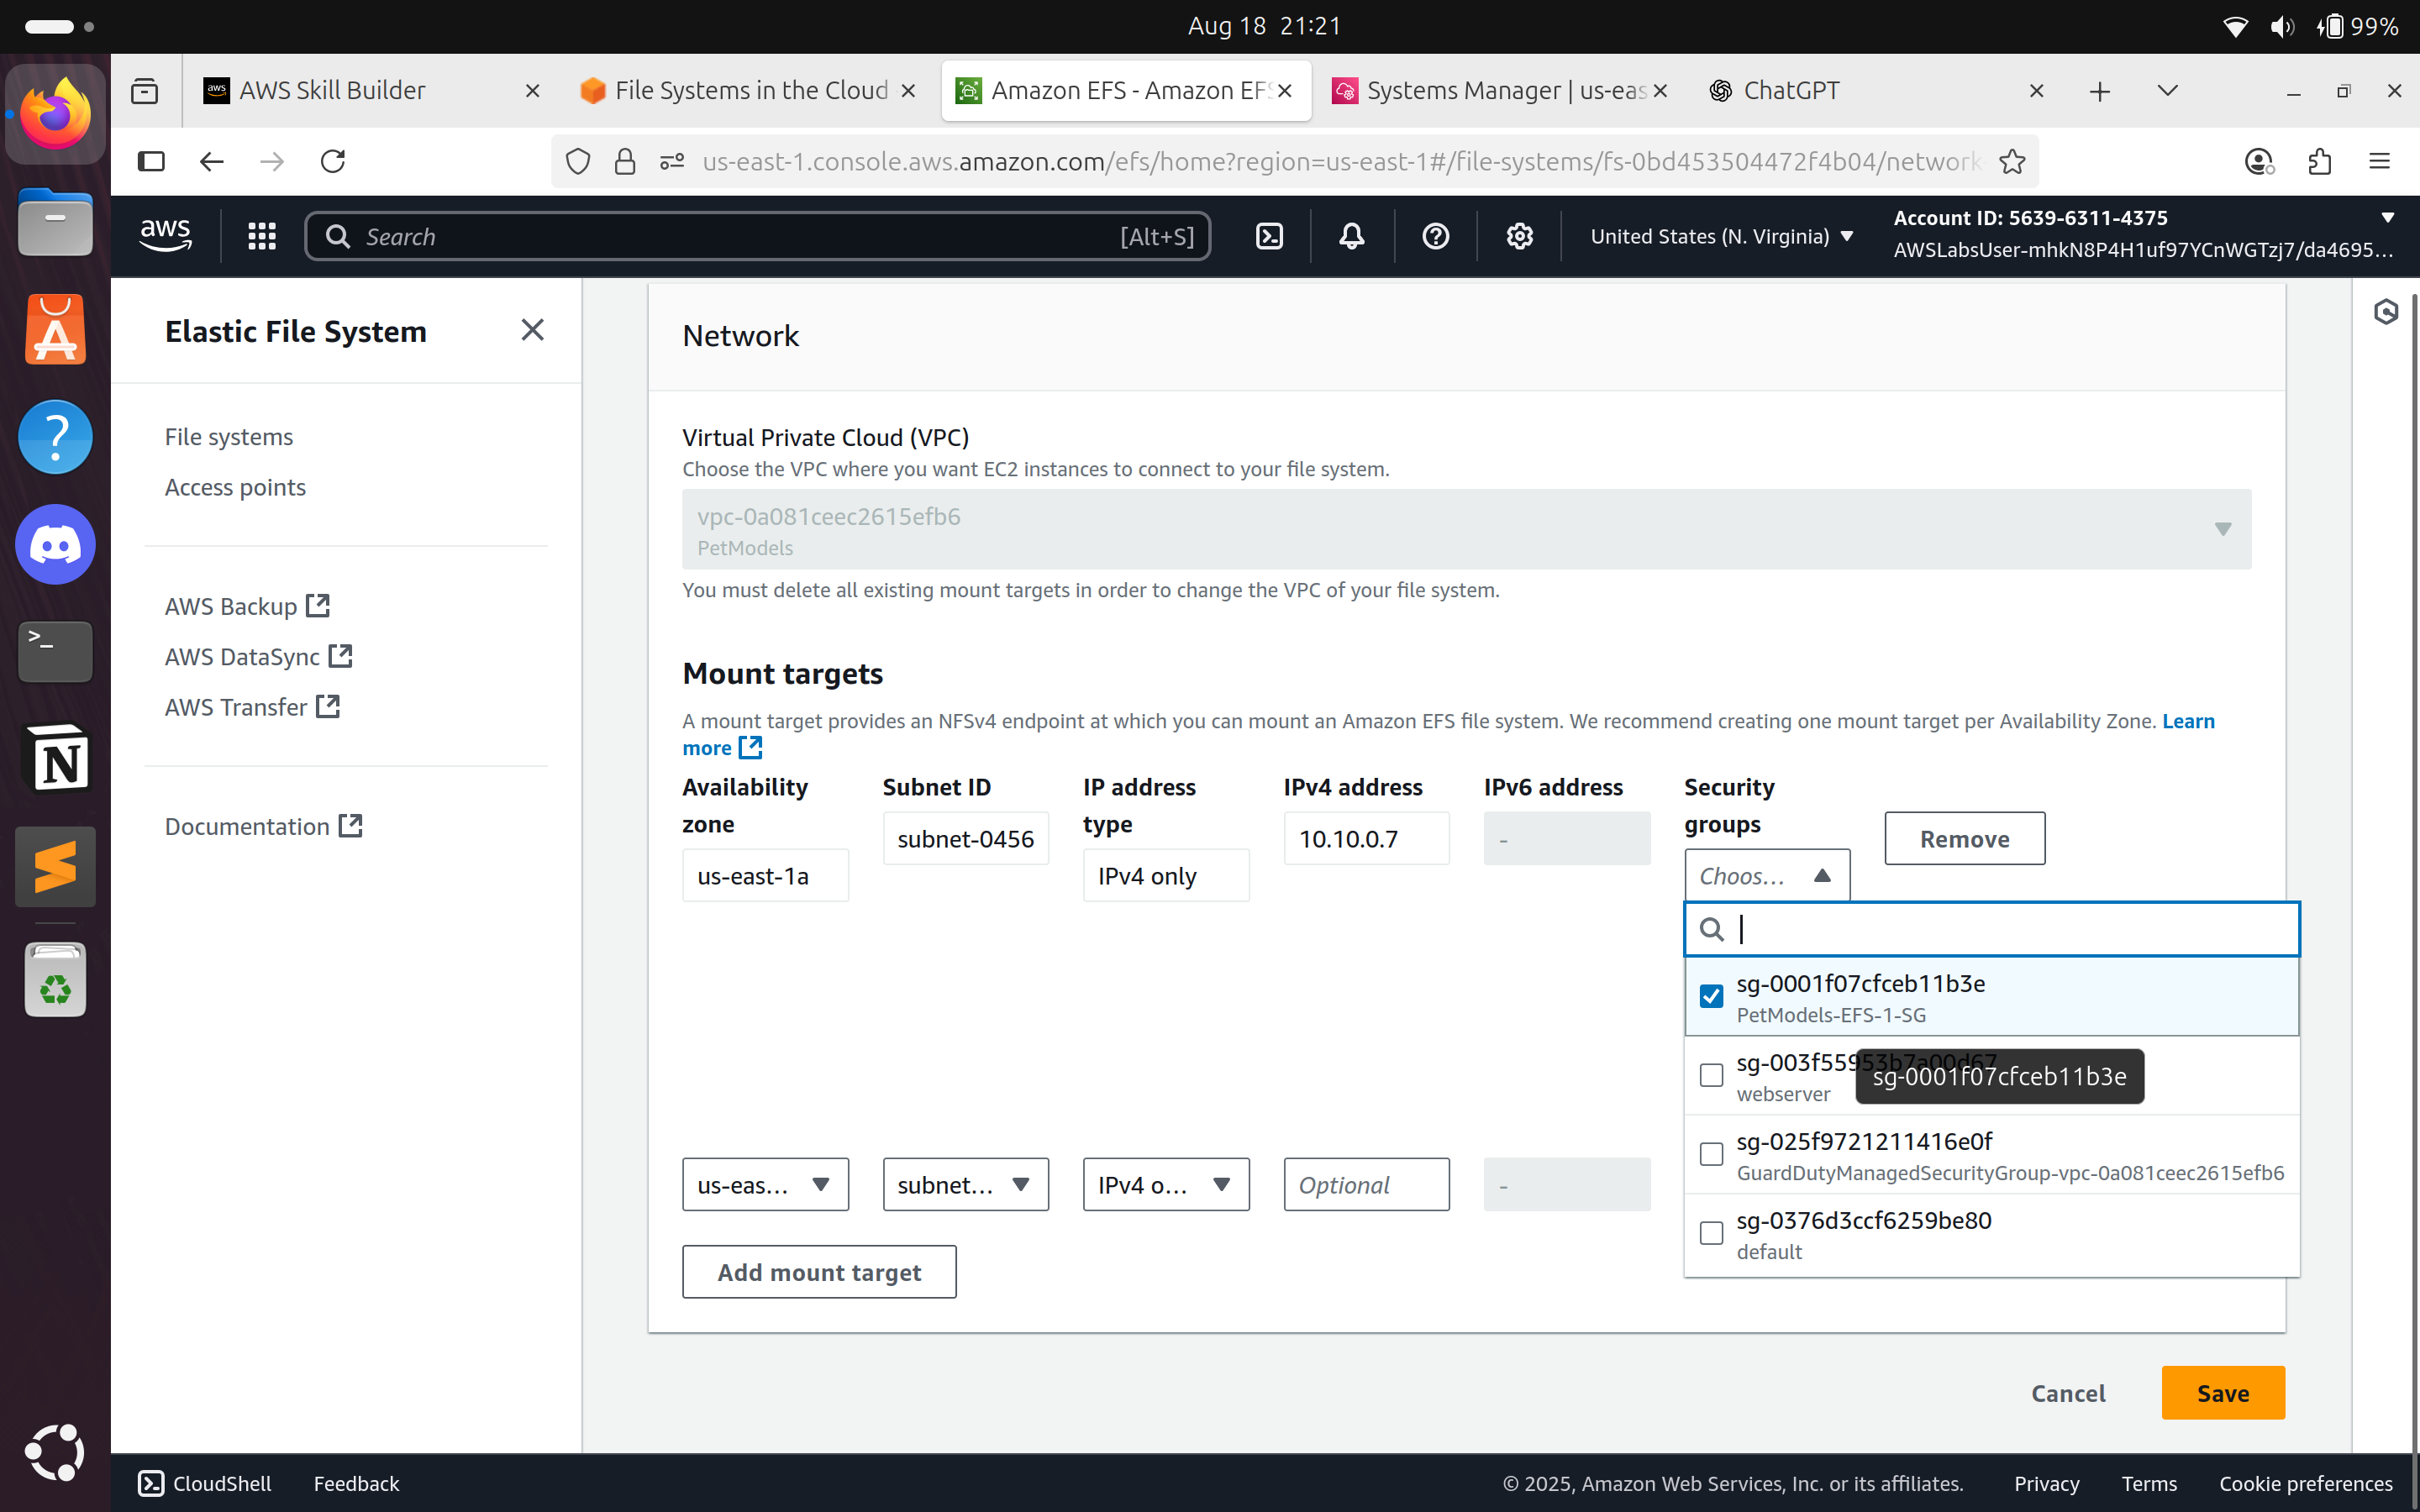 Aug 18 21:21
99%
AWS Skill Builder
File Systems in the Cloud
Amazon EFS - Amazon EFS
Systems Manager | us-eas
ChatGPT
us-east-1.console.aws.amazon.com/efs/home?region=us-east-1#/file-systems/fs-0bd453504472f4b04/network
aws
Search
[Alt+S]
United States (N. Virginia)
Account ID: 5639-6311-4375
AWSLabsUser-mhkN8P4H1uf97YCnWGTzj7/da4695...
Elastic File System
File systems
Access points
AWS Backup
AWS DataSync
AWS Transfer
Documentation
Network
Virtual Private Cloud (VPC)
Choose the VPC where you want EC2 instances to connect to your file system.
vpc-0a081ceec2615efb6
PetModels
You must delete all existing mount targets in order to change the VPC of your file system.
Mount targets
A mount target provides an NFSv4 endpoint at which you can mount an Amazon EFS file system. We recommend creating one mount target per Availability Zone. Learn
more
Availability zone
Subnet ID
IP address type
IPv4 address
IPv6 address
Security groups
us-east-1a
subnet-0456
IPv4 only
10.10.0.7
-
Choos...
Remove
sg-0001f07cfceb11b3e
PetModels-EFS-1-SG
sg-003f55953b7a00d67
webserver
sg-0001f07cfceb11b3e
sg-025f9721211416e0f
GuardDutyManagedSecurityGroup-vpc-0a081ceec2615efb6
sg-0376d3ccf6259be80
default
us-eas...
subnet...
IPv4 o...
Optional
-
Add mount target
Cancel
Save
CloudShell
Feedback
© 2025, Amazon Web Services, Inc. or its affiliates.
Privacy
Terms
Cookie preferences